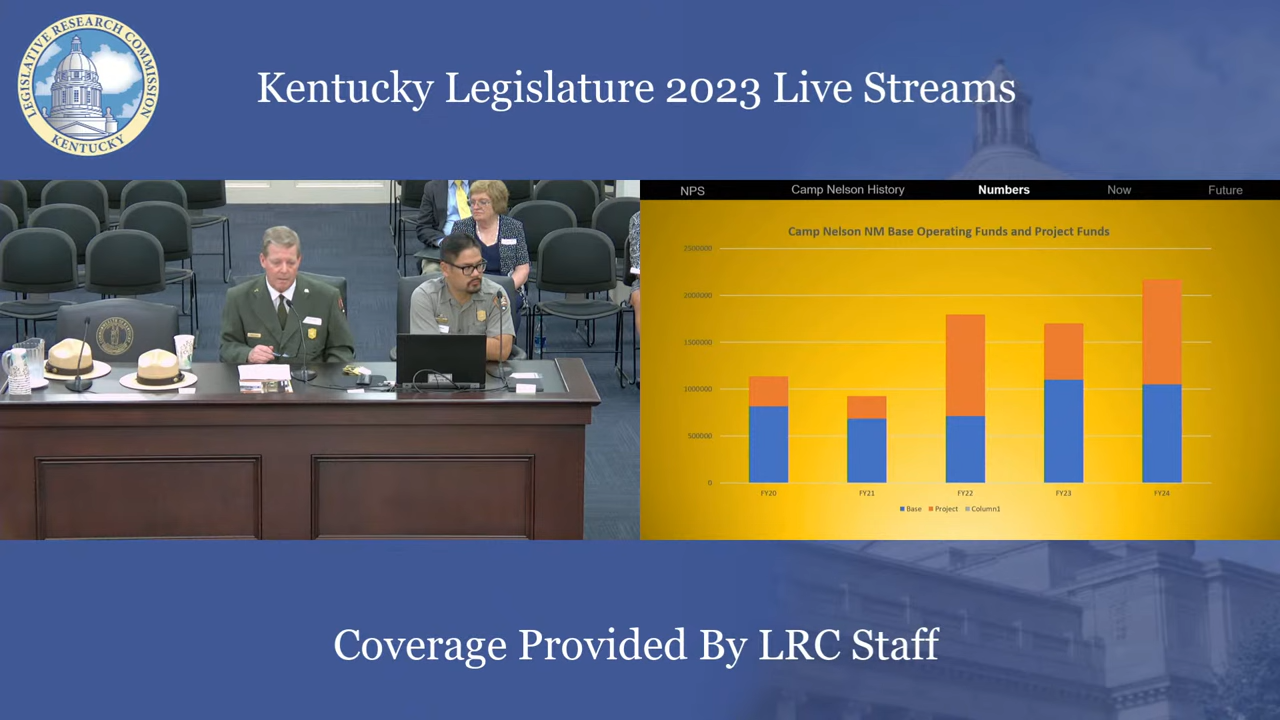 LEGISLATIVE RESEARCH COMMISSION
KENTUCKY
Kentucky Legislature 2023 Live Streams
NPS Camp Nelson History Numbers Now Future
Camp Nelson NM Base Operating Funds and Project Funds
2500000
2000000
1500000
1000000
500000
0
FY20 FY21 FY22 FY23 FY24
Base Project Column1
Coverage Provided By LRC Staff